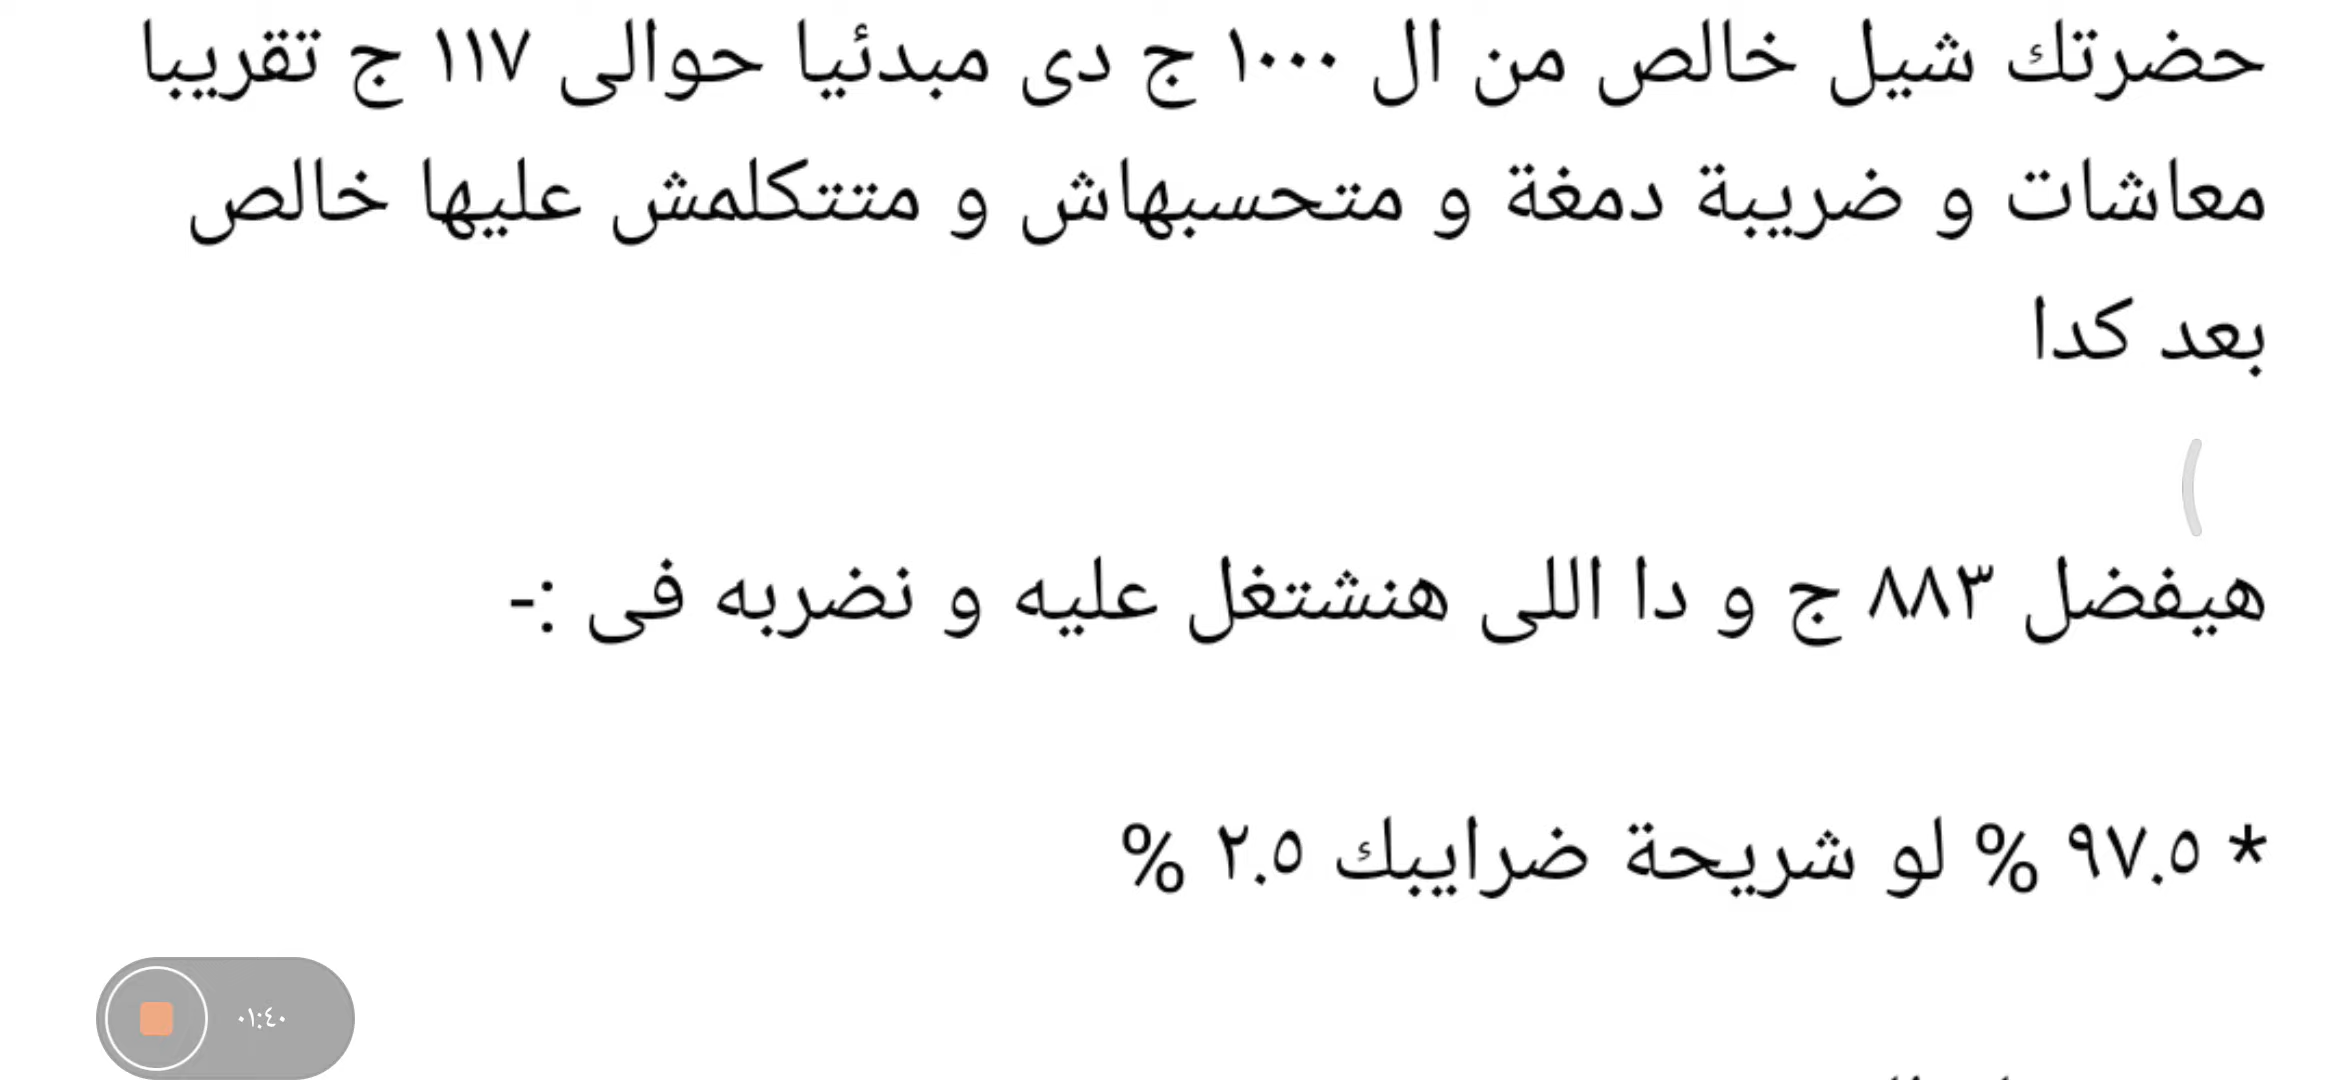 حضرتك شيل خالص من ال ١٠٠٠ ج دى مبدئيا حوالى ١١٧ ج تقريبا
معاشات و ضريبة دمغة و متحسبهاش و متتكلمش عليها خالص
بعد كدا
هيفضل ٨٨٣ ج و دا اللى هنشتغل عليه و نضربه فى :-
* ٩٧.٥ % لو شريحة ضرايبك ٢.٥ %
٠١:٤٠